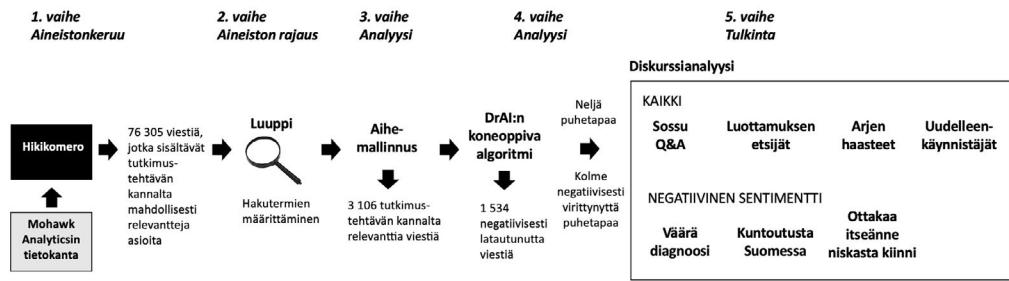 1. vaihe
Aineistonkeruu
2. vaihe
Aineiston rajaus
3. vaihe
Analyysi
4. vaihe
Analyysi
5. vaihe
Tulkinta
Hikikomero
Mohawk
Analyticsin
tietokanta
76 305 viestiä,
jotka sisältävät
tutkimus-
tehtävän
kannalta
mahdollisesti
relevantteja
asioita
Luuppi
Hakutermien
määrittäminen
Aihe-
mallinnus
3 106 tutkimus-
tehtävän kannalta
relevanttia viestiä
DrAI:n
koneoppiva
algoritmi
1 534
negatiivisesti
latautunutta
viestiä
Neljä
puhetapaa
Kolme
negatiivisesti
virittynyttä
puhetapaa
Diskurssianalyysi
KAIKKI
Sossu
Q&A
Luottamuksen
etsijät
Arjen
haasteet
Uudelleen-
käynnistäjät
NEGATIIVINEN SENTIMENTTI
Väärä
diagnoosi
Kuntoutusta
Suomessa
Ottakaa
itseänne
niskasta kiinni